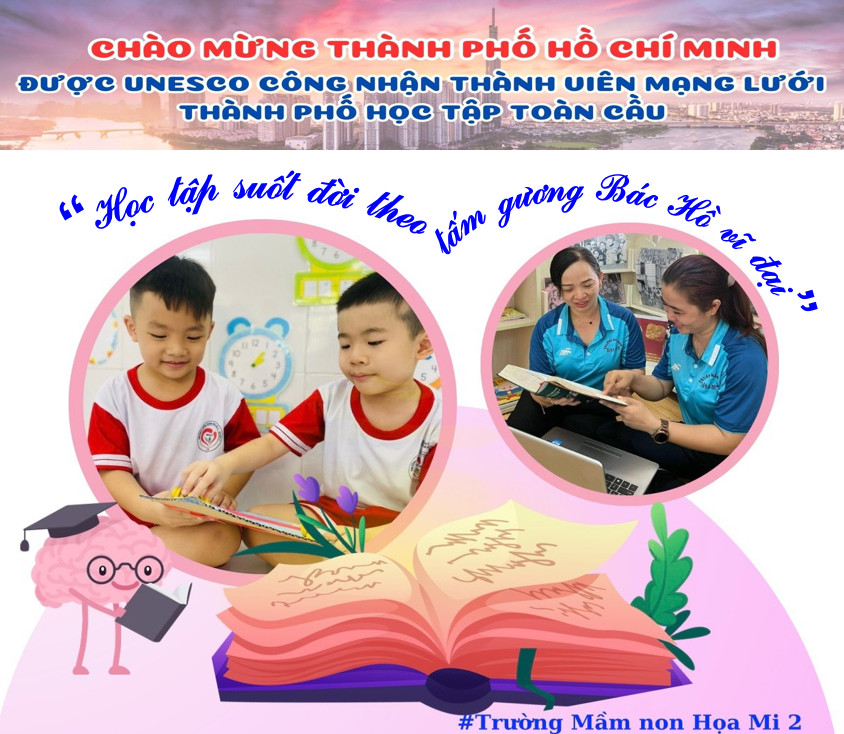 CHÀO MỪNG THÀNH PHỐ HỒ CHÍ MINH
ĐƯỢC UNESCO CÔNG NHẬN THÀNH VIÊN MẠNG LƯỚI
THÀNH PHỐ HỌC TẬP TOÀN CẦU
“Học tập suốt đời theo tấm gương Bác Hồ vĩ đại”
#Trường Mầm non Họa Mi 2